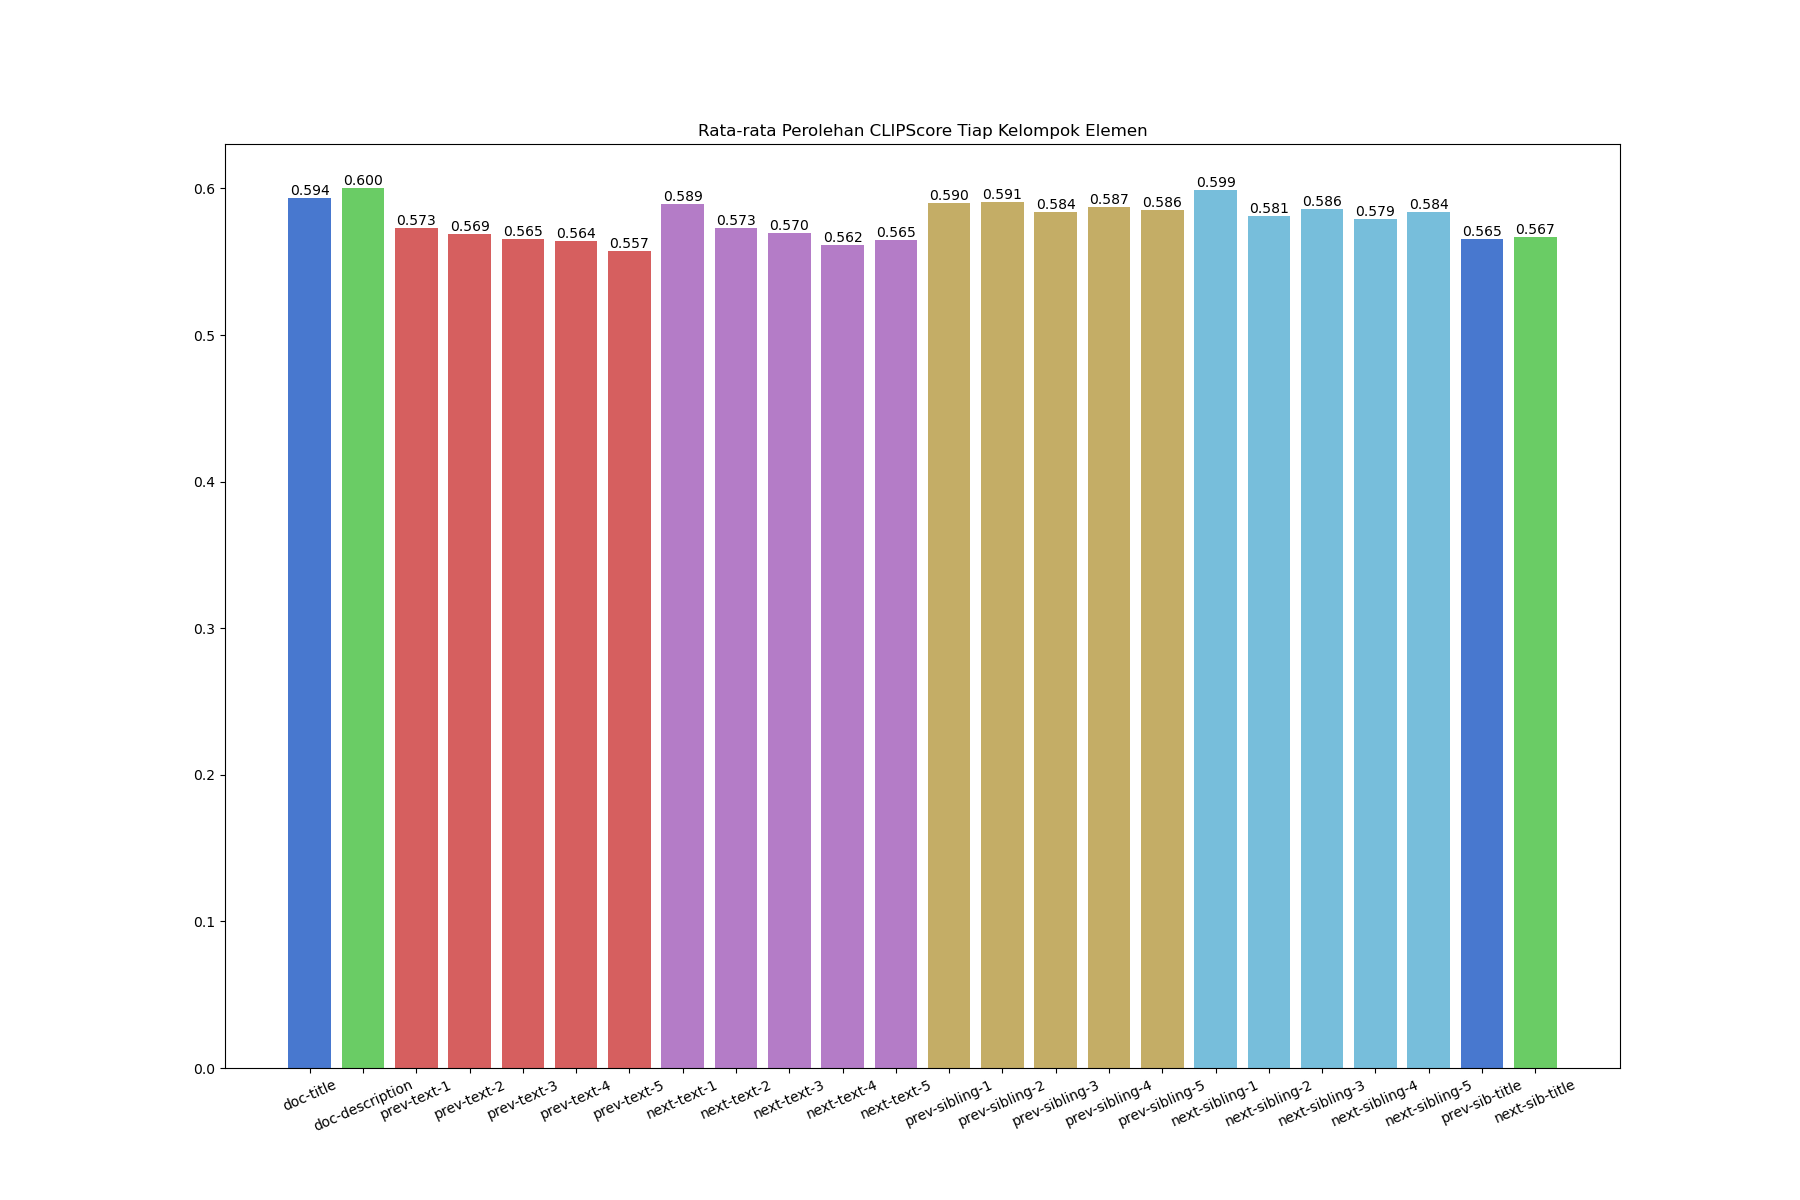 Rata-rata Perolehan CLIPScore Tiap Kelompok Elemen
0.6
0.5
0.4
0.3
0.2
0.1
0.0
0.594
0.600
0.573
0.569
0.565
0.564
0.557
0.589
0.573
0.570
0.562
0.565
0.590
0.591
0.584
0.587
0.586
0.599
0.581
0.586
0.579
0.584
0.565
0.567
doc-title
doc-description
prev-text-1
prev-text-2
prev-text-3
prev-text-4
prev-text-5
next-text-1
next-text-2
next-text-3
next-text-4
next-text-5
prev-sibling-1
prev-sibling-2
prev-sibling-3
prev-sibling-4
prev-sibling-5
next-sibling-1
next-sibling-2
next-sibling-3
next-sibling-4
next-sibling-5
prev-sib-title
next-sib-title